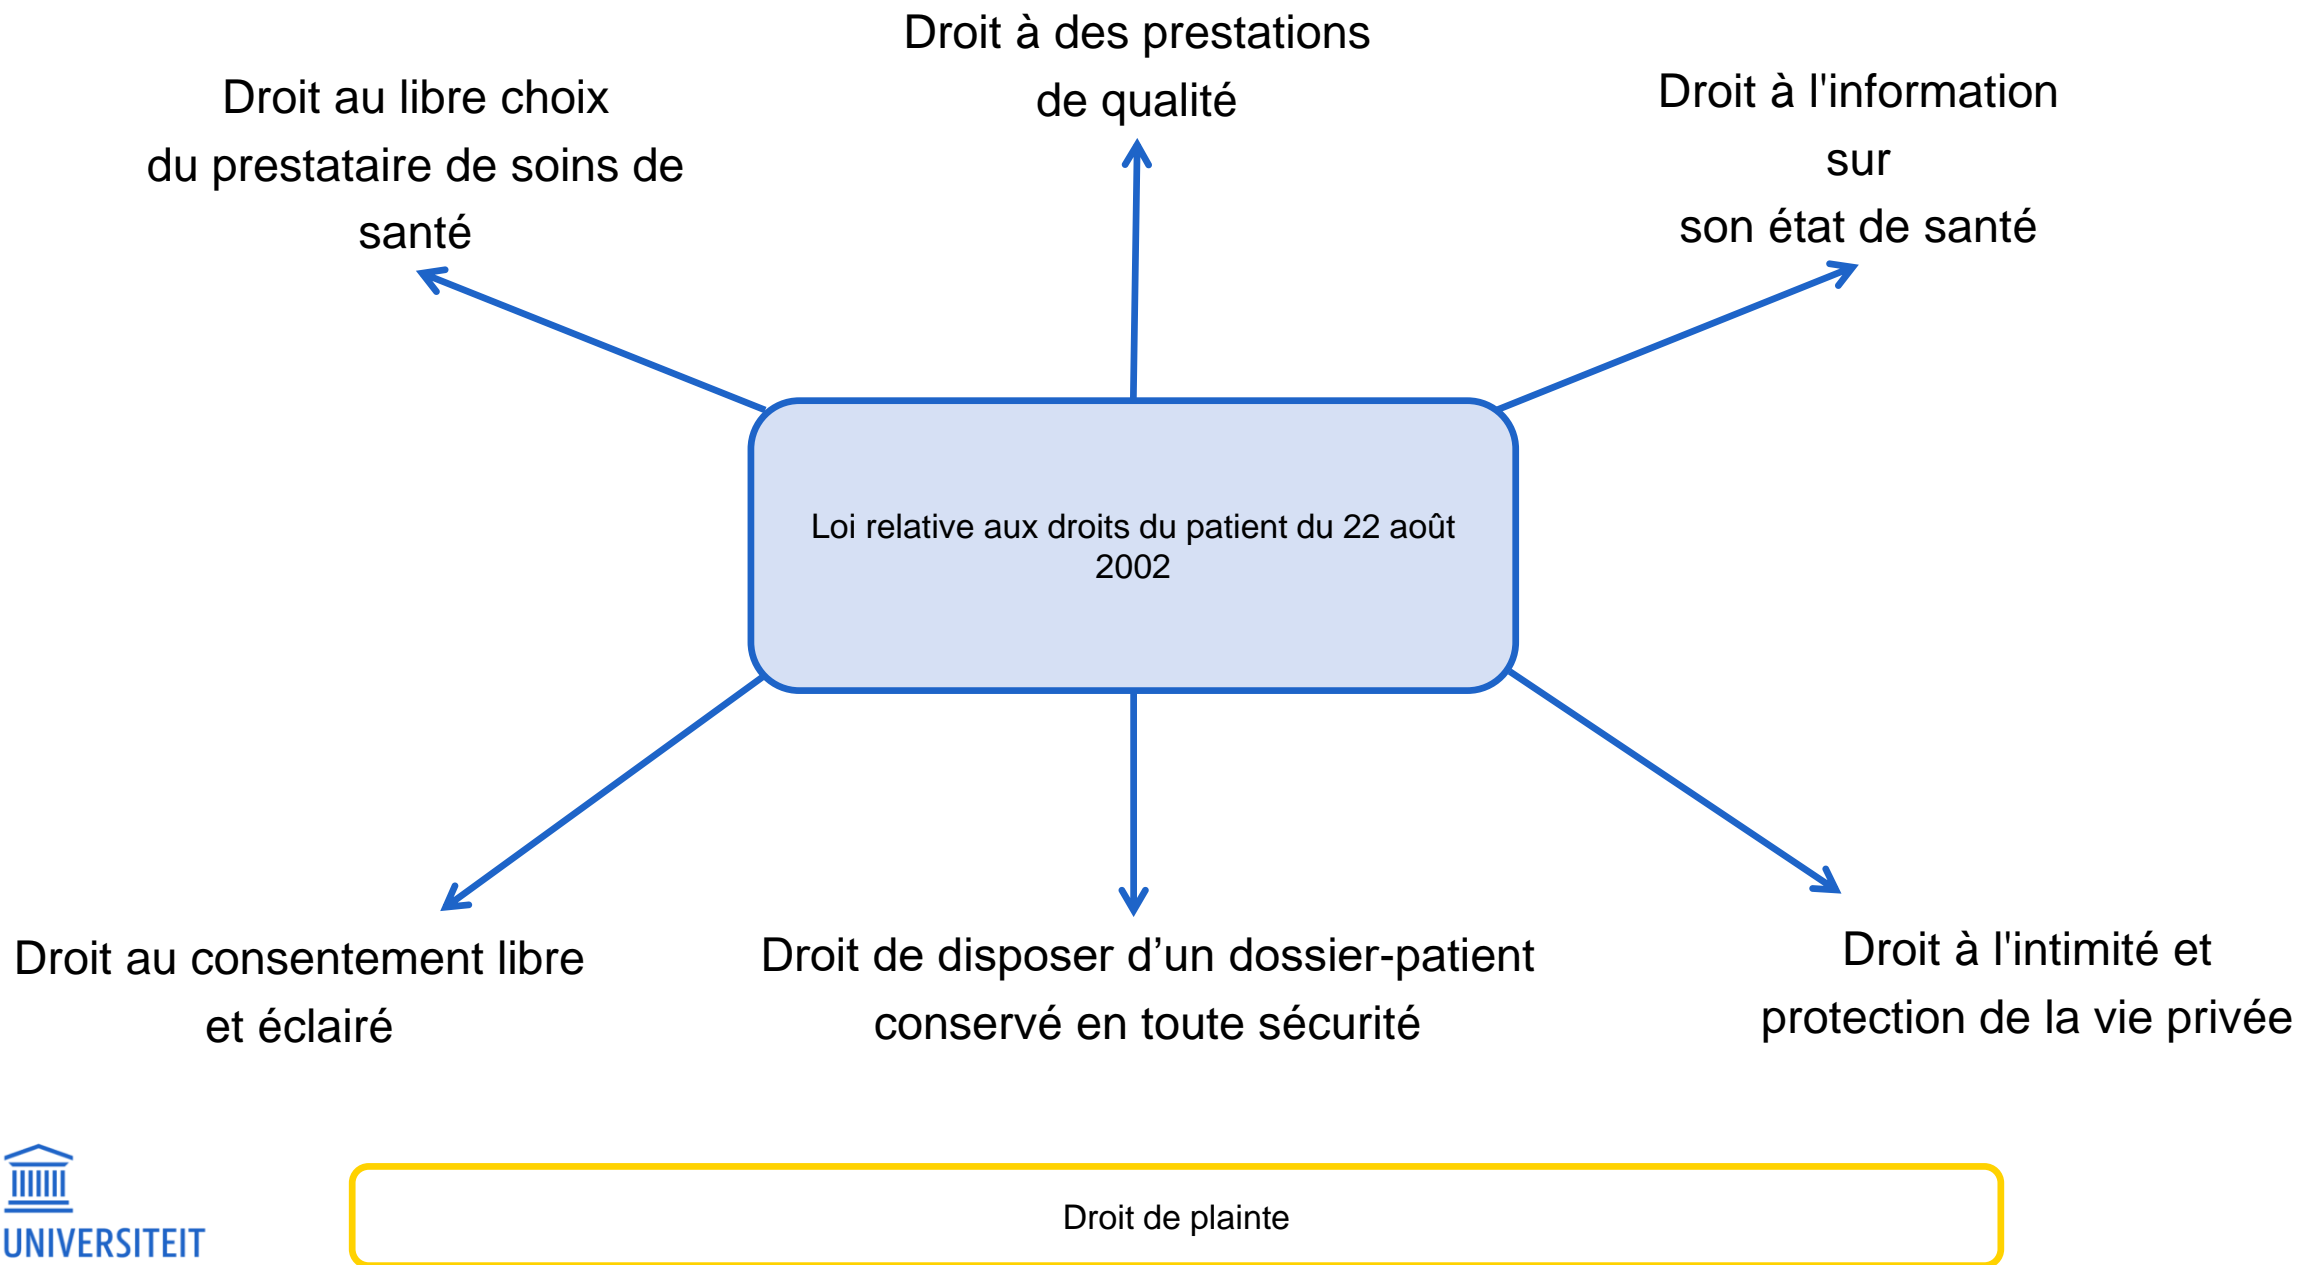 Droit à des prestations
de qualité
Droit au libre choix
du prestataire de soins de
santé
Droit à l'information
sur
son état de santé
Loi relative aux droits du patient du 22 août
2002
Droit au consentement libre
et éclairé
Droit de disposer d’un dossier-patient
conservé en toute sécurité
Droit à l'intimité et
protection de la vie privée
UNIVERSITEIT
Droit de plainte